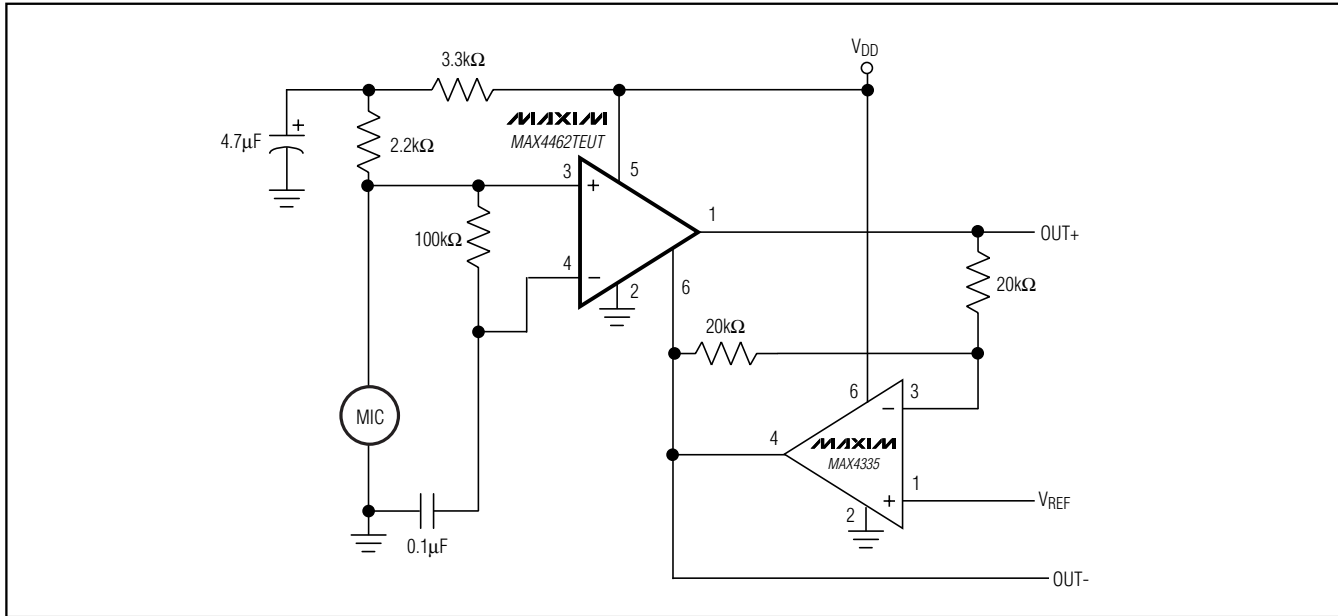 V_DD
3.3kΩ
MAXIM
MAX4462TEUT
4.7µF
+
2.2kΩ
3
+
5
1
OUT+
100kΩ
4
−
2
6
20kΩ
20kΩ
MIC
6
3
−
4
MAXIM
MAX4335
1
+
V_REF
2
0.1µF
OUT-